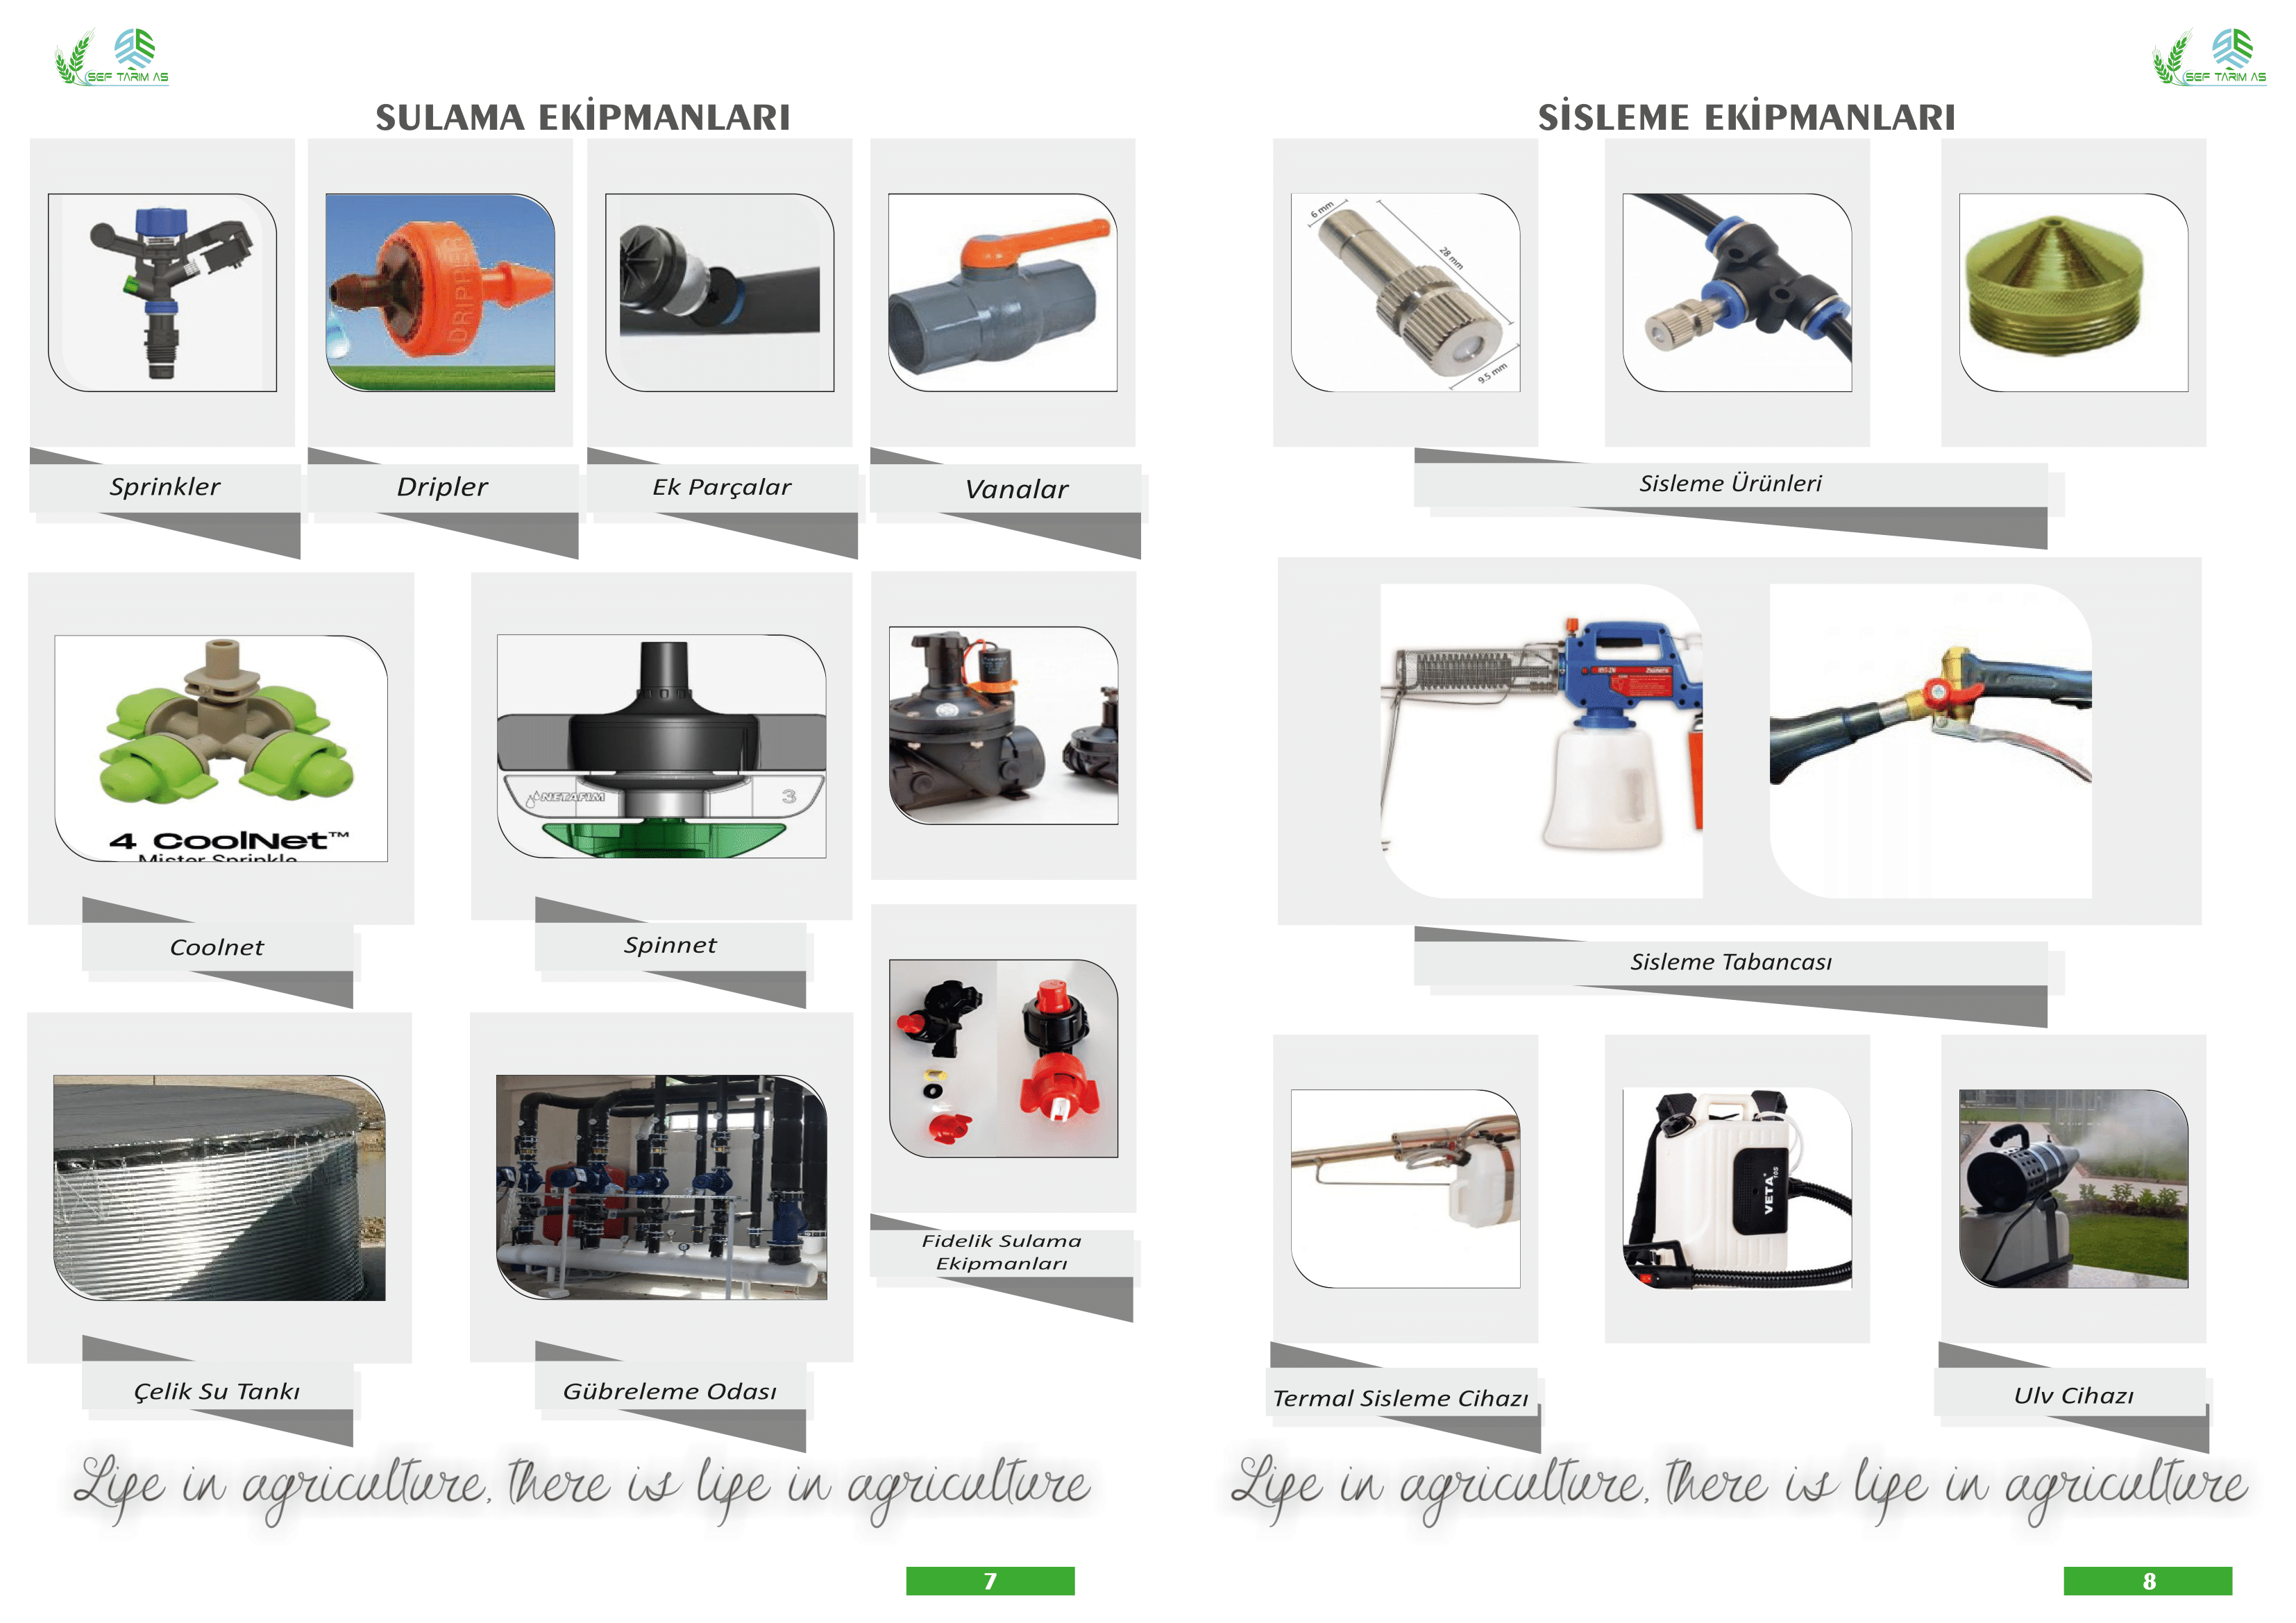 SEF TARIM AS
SULAMA EKİPMANLARI
DRIPPER
Sprinkler
Dripler
Ek Parçalar
Vanalar
4 CoolNet™
Mister Sprinkle
NETAFIM
3
Coolnet
Spinnet
Fidelik Sulama
Ekipmanları
Çelik Su Tankı
Gübreleme Odası
Life in agriculture, there is life in agriculture
7
SEF TARIM AS
SİSLEME EKİPMANLARI
6 mm
28 mm
9.5 mm
Sisleme Ürünleri
Sisleme Tabancası
VETA
Termal Sisleme Cihazı
Ulv Cihazı
Life in agriculture, there is life in agriculture
8